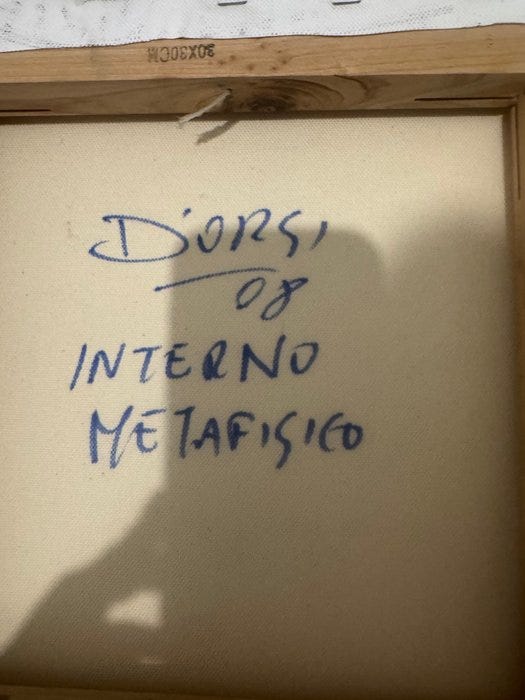 30X30CM
D'ORSI
08
INTERNO
METAFISICO